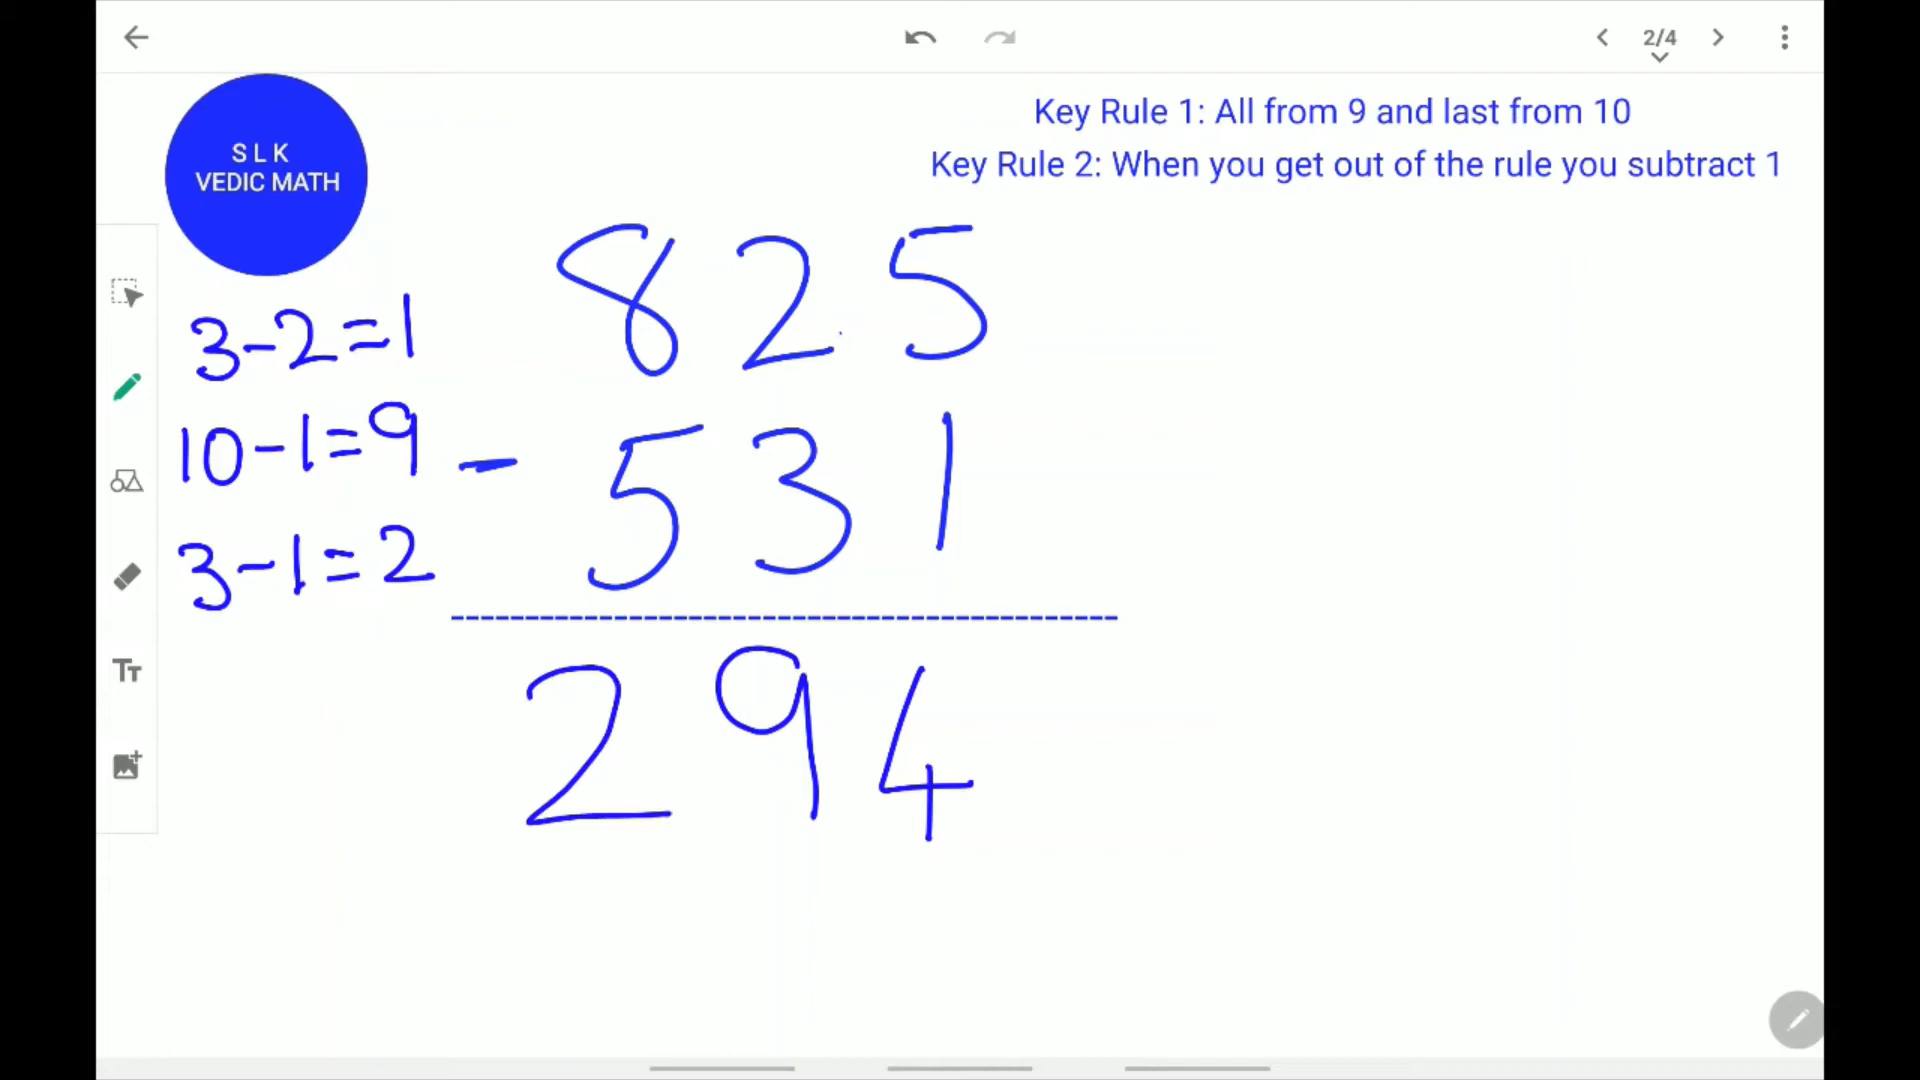 2/4
S L K
VEDIC MATH
Key Rule 1: All from 9 and last from 10
Key Rule 2: When you get out of the rule you subtract 1
3-2=1
10-1=9
3-1=2
825
- 531
--------------------------------------------
294
TT